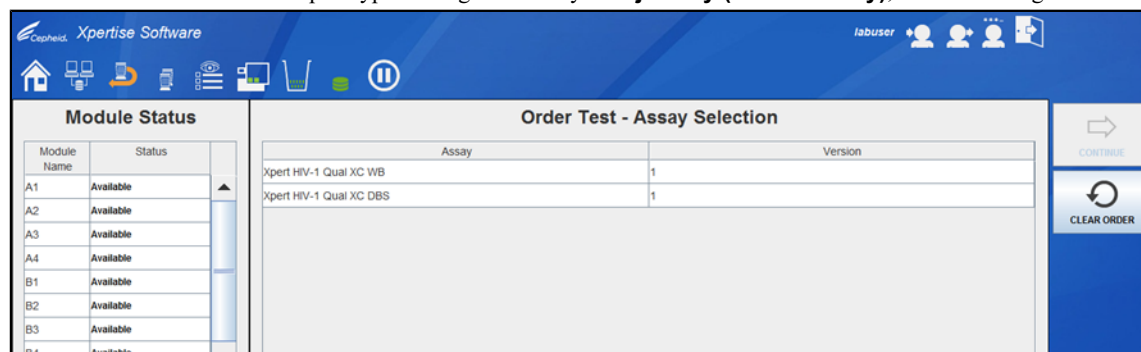 Cepheid. Xpertise Software
labuser
Module Status
Order Test - Assay Selection
Module Name Status
Assay Version
A1 Available
A2 Available
A3 Available
A4 Available
B1 Available
B2 Available
B3 Available
Xpert HIV-1 Qual XC WB 1
Xpert HIV-1 Qual XC DBS 1
CONTINUE
CLEAR ORDER